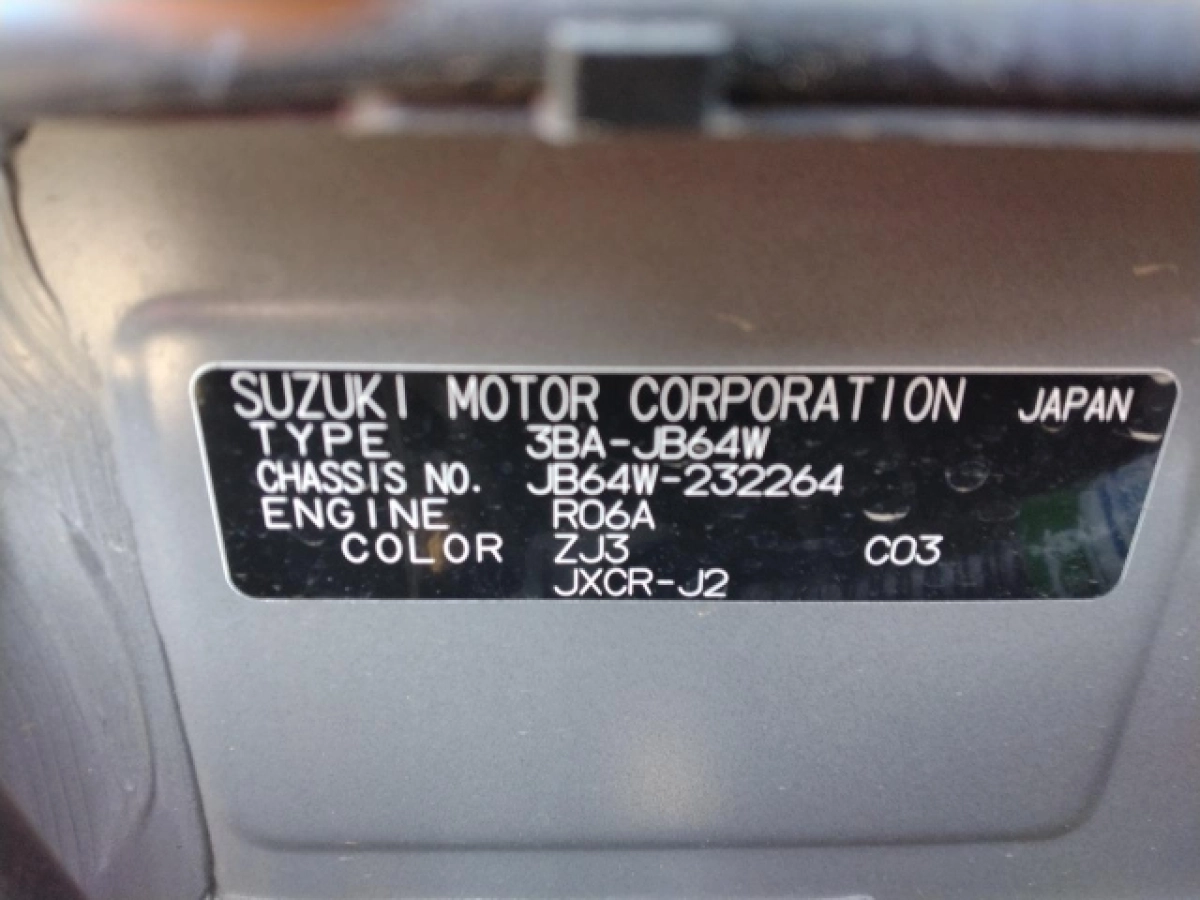 SUZUKI MOTOR CORPORATION JAPAN
TYPE 3BA-JB64W
CHASSIS NO. JB64W-232264
ENGINE R06A
COLOR ZJ3 C03
JXCR-J2